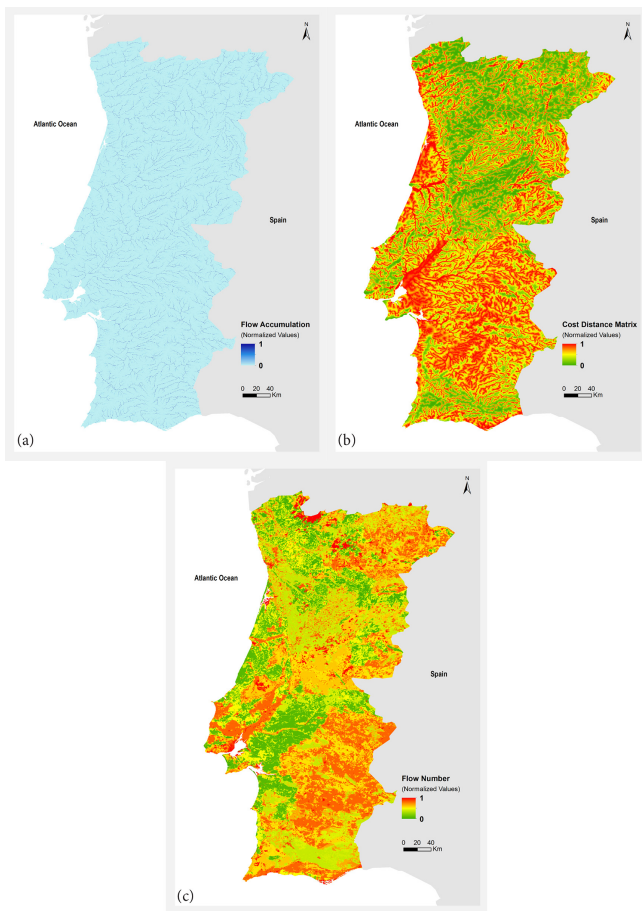 N
Atlantic Ocean
Spain
Flow Accumulation
(Normalized Values)
1
0
0 20 40
Km
(a)
N
Atlantic Ocean
Spain
Cost Distance Matrix
(Normalized Values)
1
0
0 20 40
Km
(b)
N
Atlantic Ocean
Spain
Flow Number
(Normalized Values)
1
0
0 20 40
Km
(c)